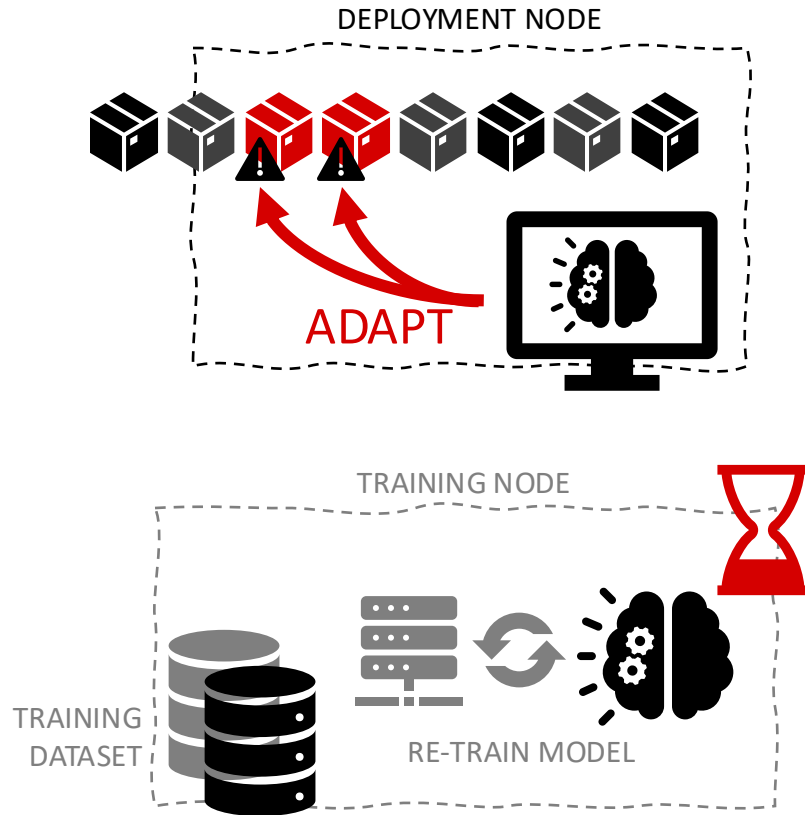 DEPLOYMENT NODE
ADAPT
TRAINING NODE
TRAINING
DATASET
RE-TRAIN MODEL